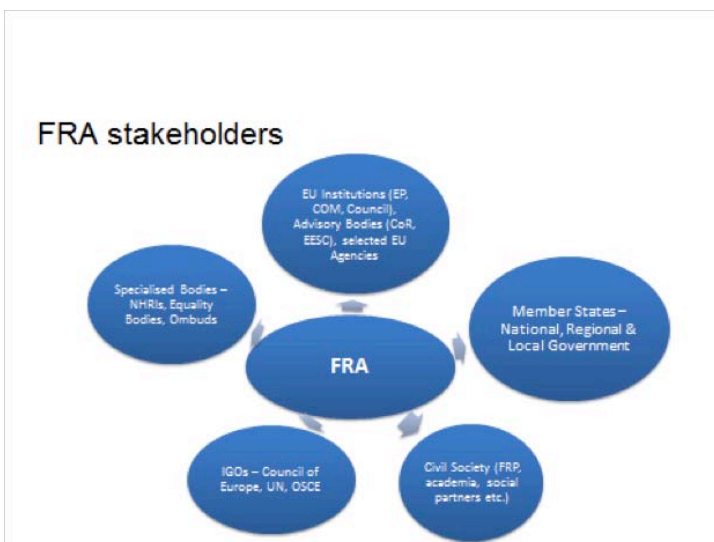 FRA stakeholders
EU Institutions (EP,
COM, Council),
Advisory Bodies (CoR,
EESC), selected EU
Agencies
Specialised Bodies –
NHRIs, Equality
Bodies, Ombuds
Member States –
National, Regional &
Local Government
FRA
IGOs – Council of
Europe, UN, OSCE
Civil Society (FRP,
academia, social
partners etc.)